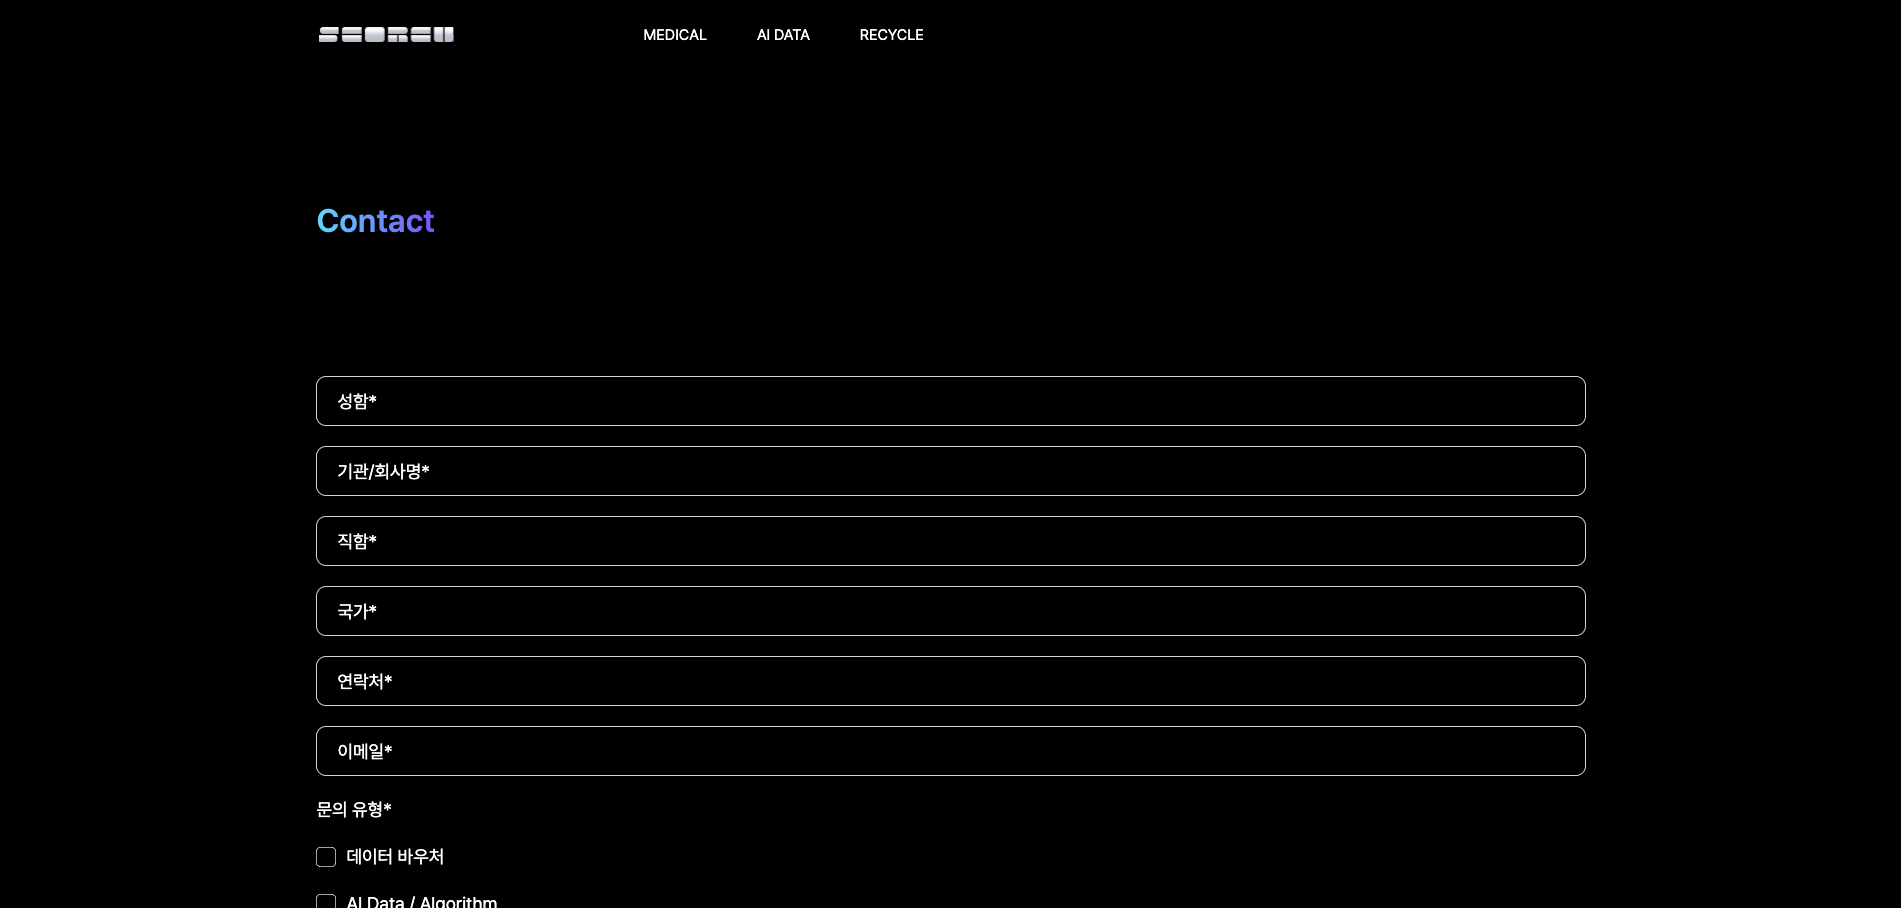 SEOREU
MEDICAL AI DATA RECYCLE
Contact
성함*
기관/회사명*
직함*
국가*
연락처*
이메일*
문의 유형*
데이터 바우처
AI Data / Algorithm